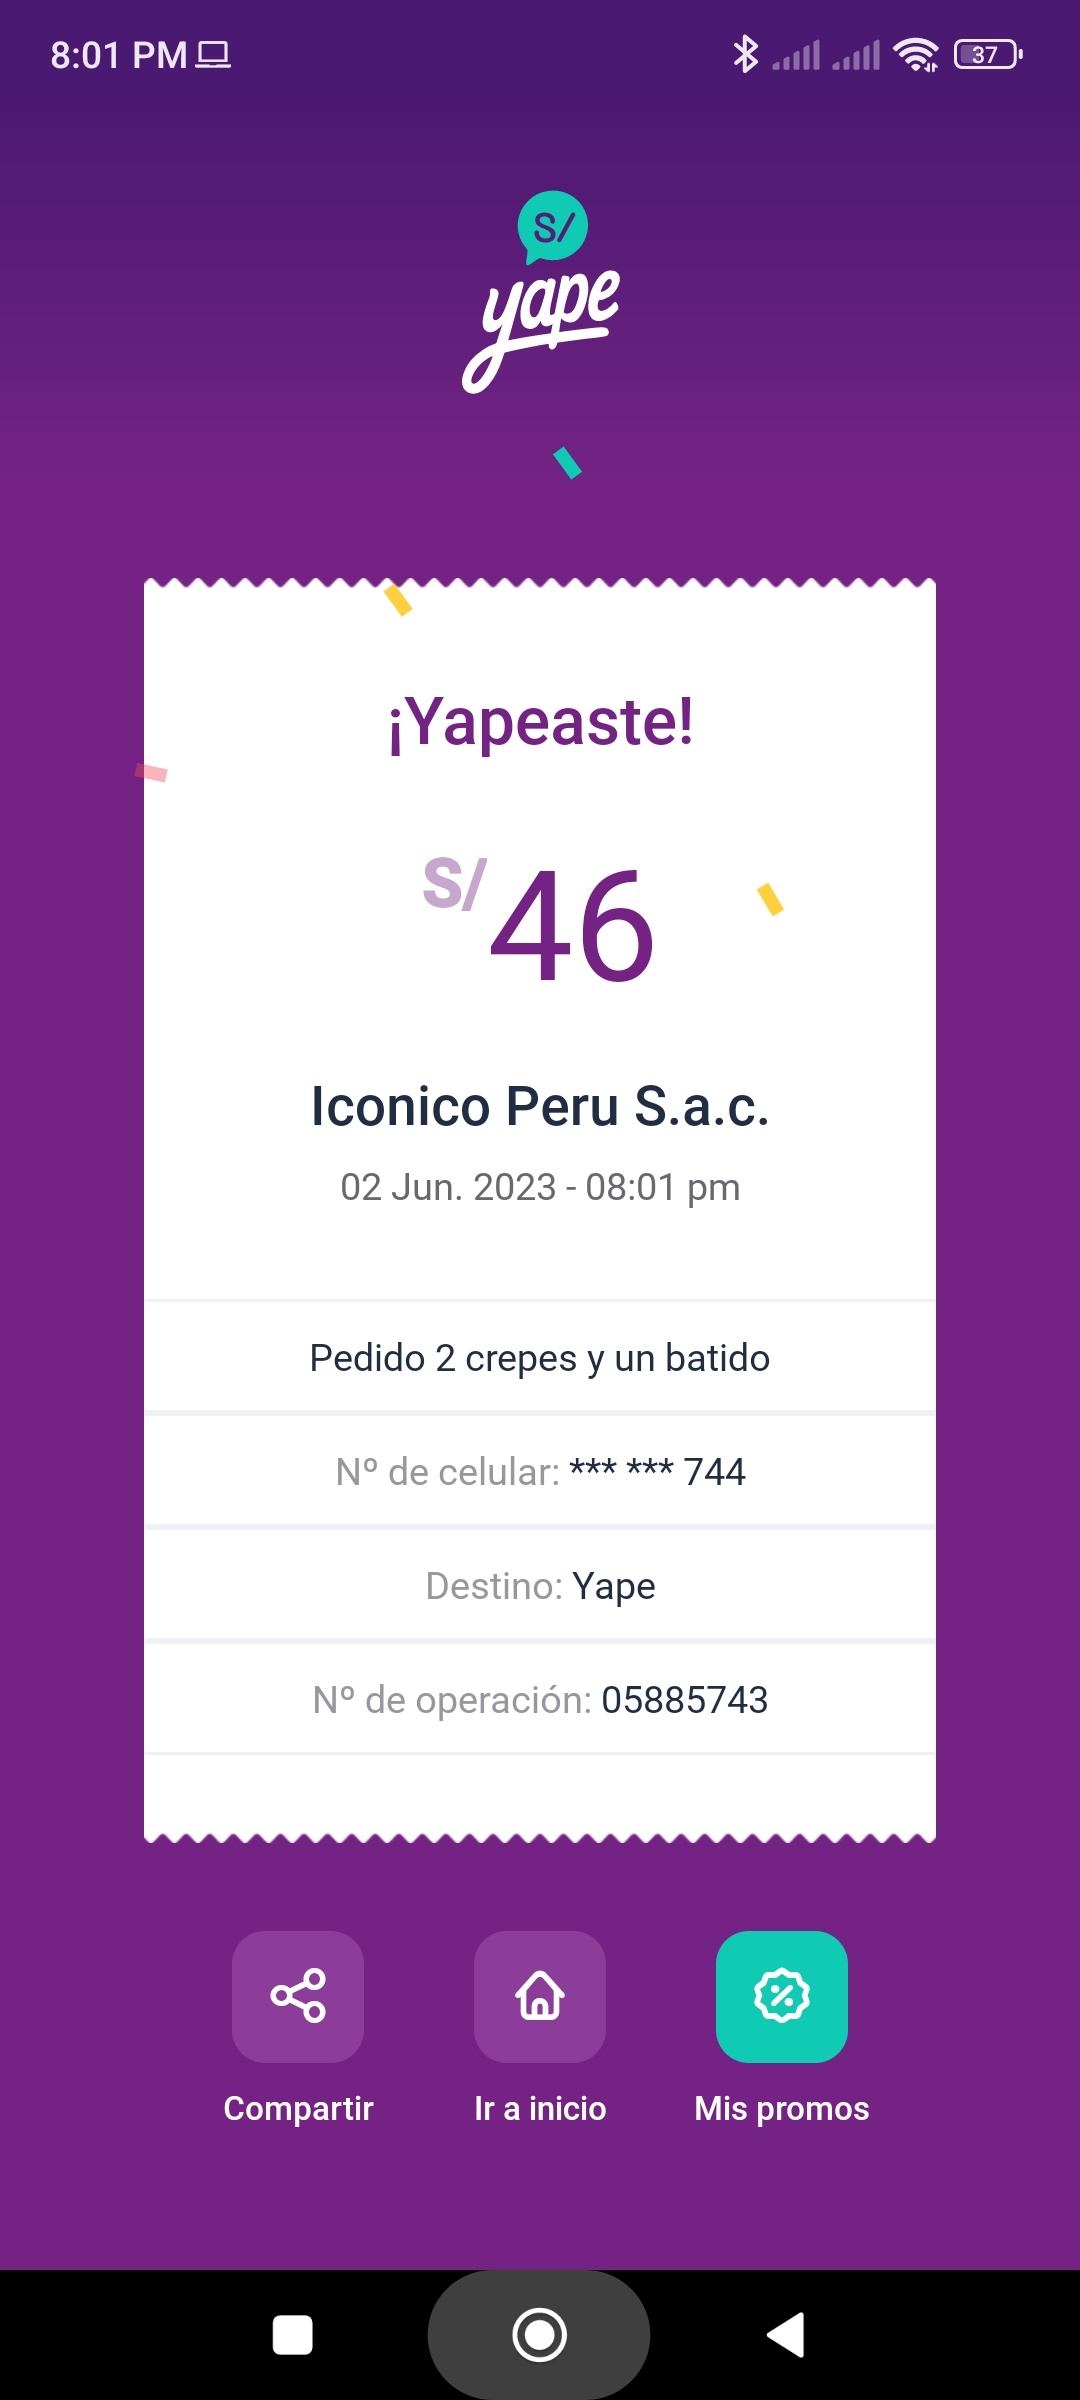 8:01 PM
37
S/
yape
¡Yapeaste!
S/46
Iconico Peru S.a.c.
02 Jun. 2023 - 08:01 pm
Pedido 2 crepes y un batido
Nº de celular: *** *** 744
Destino: Yape
Nº de operación: 05885743
Compartir
Ir a inicio
Mis promos